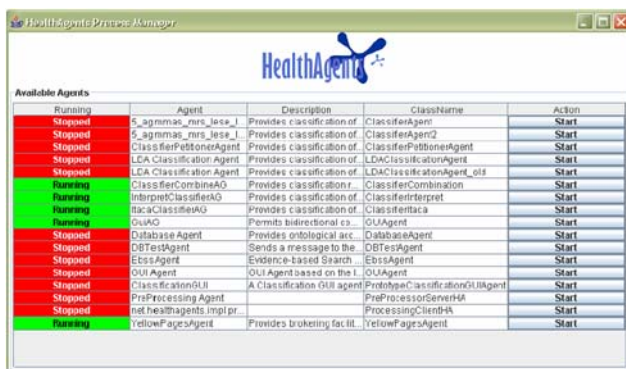 HealthAgents Process Manager
HealthAgents
Available Agents
Running Agent Description ClassName Action
Stopped 5_agmmas_mrs_lese_l... Provides classification of... ClassiferAgent Start
Stopped 5_agmmas_mrs_lese_l... Provides classification of... ClassiferAgent2 Start
Stopped ClassifierPetitionerAgent Provides classification of... ClassiferPetitionerAgent Start
Stopped LDA Classification Agent Provides classification of... LDAClassificationAgent Start
Stopped LDA Classification Agent Provides classification of... LDAClassificationAgent_old Start
Running ClassifierCombineAG Provides classification r... ClassifierCombination Start
Running InterpretClassifierAG Provides classification of... ClassifierInterpret Start
Running ItacaClassifierAG Provides classification of... ClassifierItaca Start
Running GuiAG Permits bidirectional co... GUIAgent Start
Stopped Database Agent Provides ontological acc... DatabaseAgent Start
Stopped DBTestAgent Sends a message to the... DBTestAgent Start
Stopped EbssAgent Evidence-based Search ... EbssAgent Start
Stopped GUI Agent GUI Agent based on the I... GUIAgent Start
Stopped ClassificationGUI A Classification GUI agent PrototypeClassificationGUIAgent Start
Stopped PreProcessing Agent PreProcessorServerHA Start
Stopped net.healthagents.impl.pr... ProcessingClientHA Start
Running YellowPagesAgent Provides brokering facilit... YellowPagesAgent Start